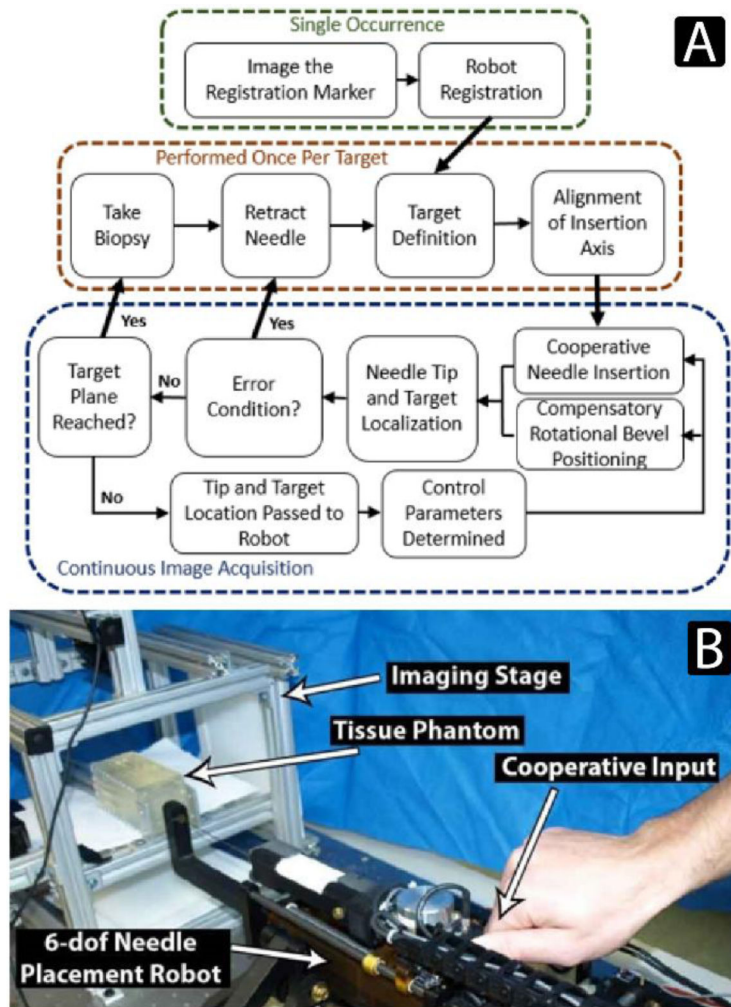 Single Occurrence
A
Image the
Registration Marker
Robot
Registration
Performed Once Per Target
Take
Biopsy
Retract
Needle
Target
Definition
Alignment
of Insertion
Axis
Yes
Yes
Target
Plane
Reached?
No
Error
Condition?
Needle Tip
and Target
Localization
Cooperative
Needle Insertion
Compensatory
Rotational Bevel
Positioning
No
Tip and Target
Location Passed to
Robot
Control
Parameters
Determined
Continuous Image Acquisition
B
Imaging Stage
Tissue Phantom
Cooperative Input
6-dof Needle
Placement Robot